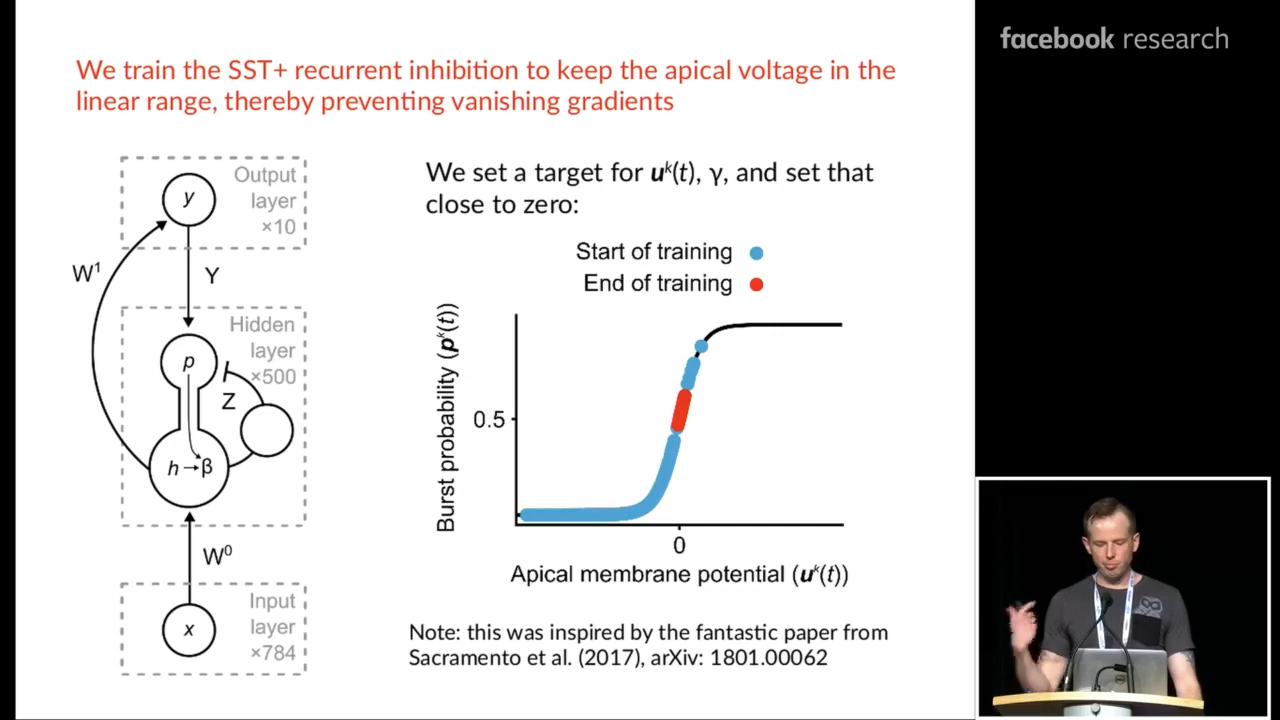 facebook research
We train the SST+ recurrent inhibition to keep the apical voltage in the
linear range, thereby preventing vanishing gradients
Output
layer
×10
y
W¹
Y
Hidden
layer
×500
p
Z
h→β
W⁰
Input
layer
×784
x
We set a target for uᵏ(t), γ, and set that
close to zero:
Start of training
End of training
Burst probability (pᵏ(t))
0.5
0
Apical membrane potential (uᵏ(t))
Note: this was inspired by the fantastic paper from
Sacramento et al. (2017), arXiv: 1801.00062